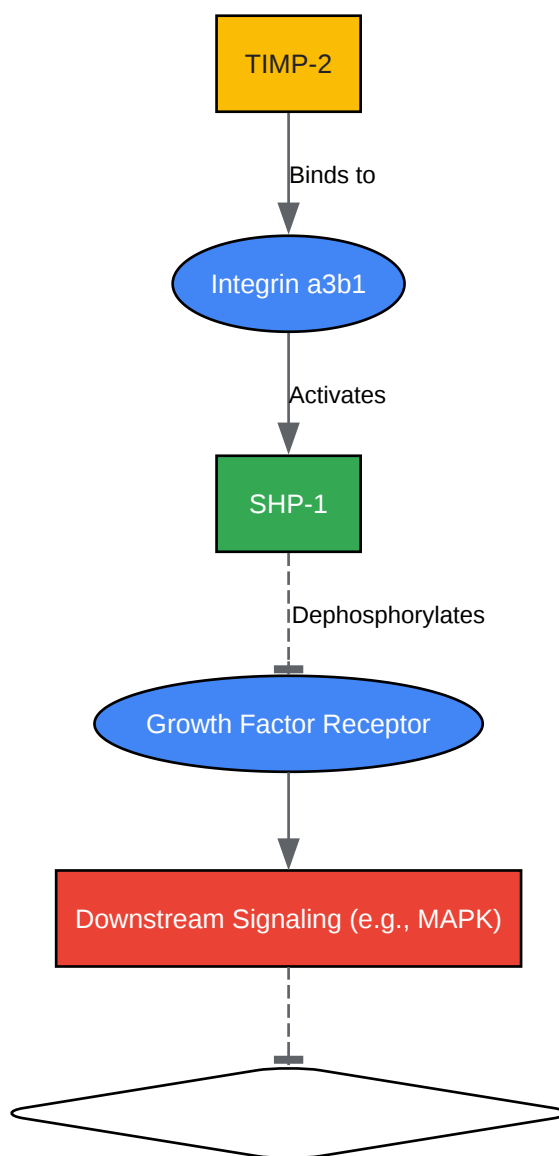 TIMP-2
Binds to
Integrin a3b1
Activates
SHP-1
Dephosphorylates
Growth Factor Receptor
Downstream Signaling (e.g., MAPK)